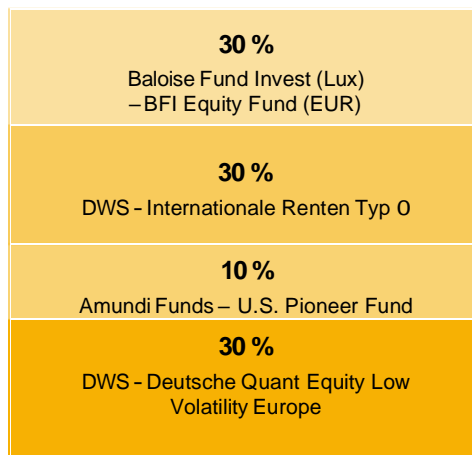 30 %
Baloise Fund Invest (Lux)
– BFI Equity Fund (EUR)
30 %
DWS - Internationale Renten Typ O
10 %
Amundi Funds – U.S. Pioneer Fund
30 %
DWS - Deutsche Quant Equity Low
Volatility Europe